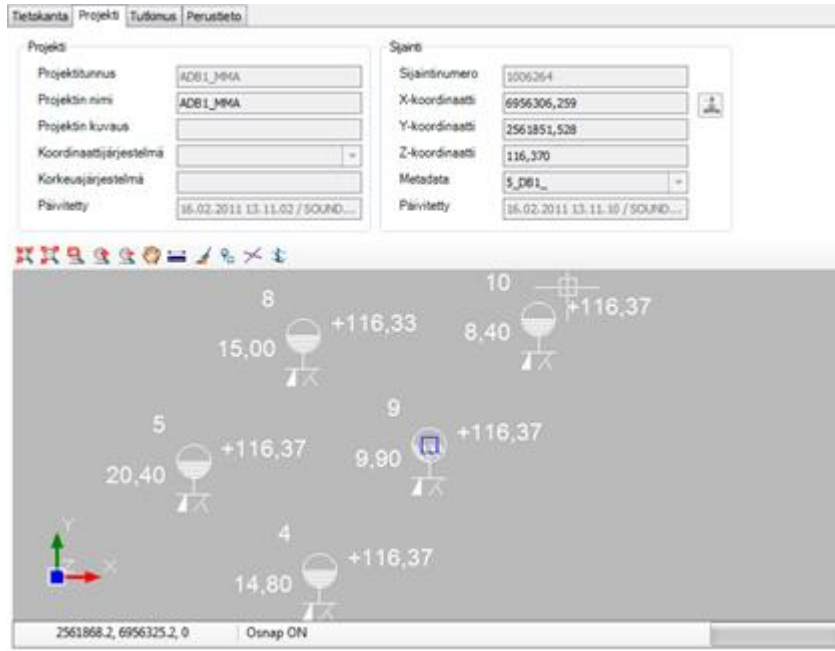 Tietokanta Projekti Tutkimus Perustieto
Projekti
Projektitunnus ADB1_MMA
Projektin nimi ADB1_MMA
Projektin kuvaus
Koordinaattijärjestelmä
Korkeusjärjestelmä
Päivitetty 16.02.2011 13.11.02 / SOUND....
Sijainti
Sijaintinumero 1006264
X-koordinaatti 6956306,259
Y-koordinaatti 2561851,528
Z-koordinaatti 116,370
Metadata 5_DB1_
Päivitetty 16.02.2011 13.11.10 / SOUND....
10
8
+116,37
+116,33
8,40
15,00
9
5
+116,37
+116,37
9,90
20,40
4
+116,37
14,80
Y
Z X
2561868.2, 6956325.2, 0 Osnap ON